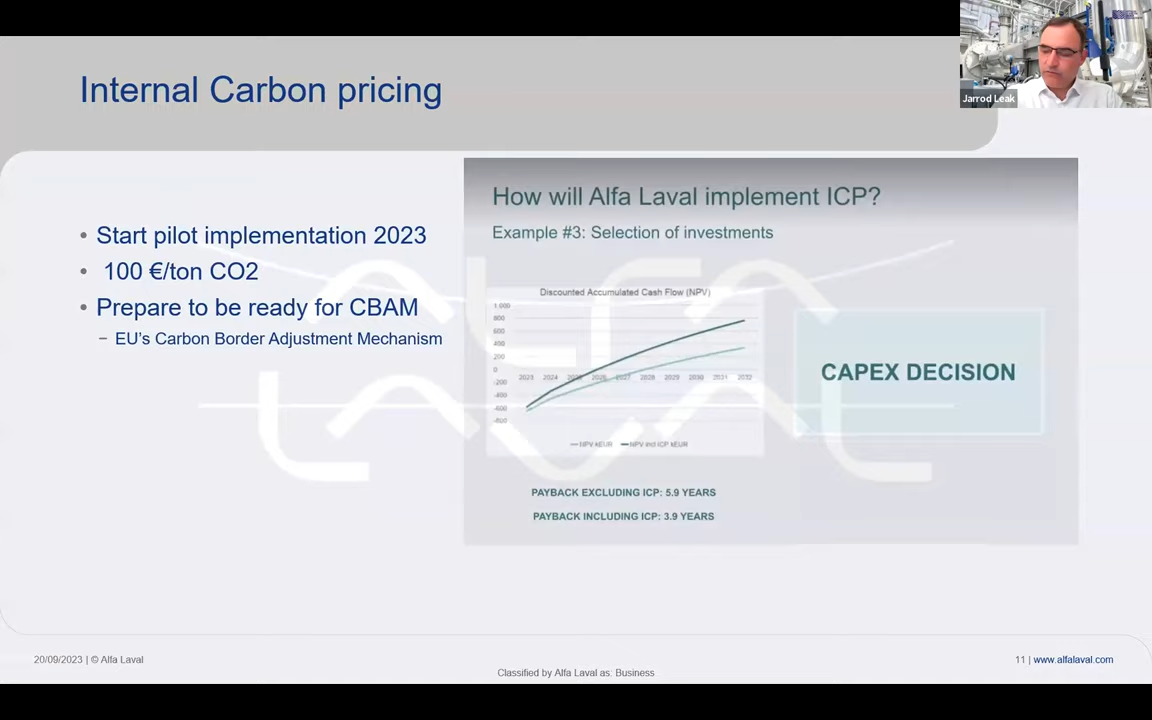 Jarrod Leak
Internal Carbon pricing
• Start pilot implementation 2023
• 100 €/ton CO2
• Prepare to be ready for CBAM
– EU's Carbon Border Adjustment Mechanism
How will Alfa Laval implement ICP?
Example #3: Selection of investments
Discounted Accumulated Cash Flow (NPV)
1.000
800
600
400
200
0
2023 2024 2025 2026 2027 2028 2029 2030 2031 2032
-200
-400
-600
-800
NPV kEUR NPV incl ICP kEUR
CAPEX DECISION
PAYBACK EXCLUDING ICP: 5.9 YEARS
PAYBACK INCLUDING ICP: 3.9 YEARS
ALFA
LAVAL
20/09/2023 | © Alfa Laval
Classified by Alfa Laval as: Business
11 | www.alfalaval.com